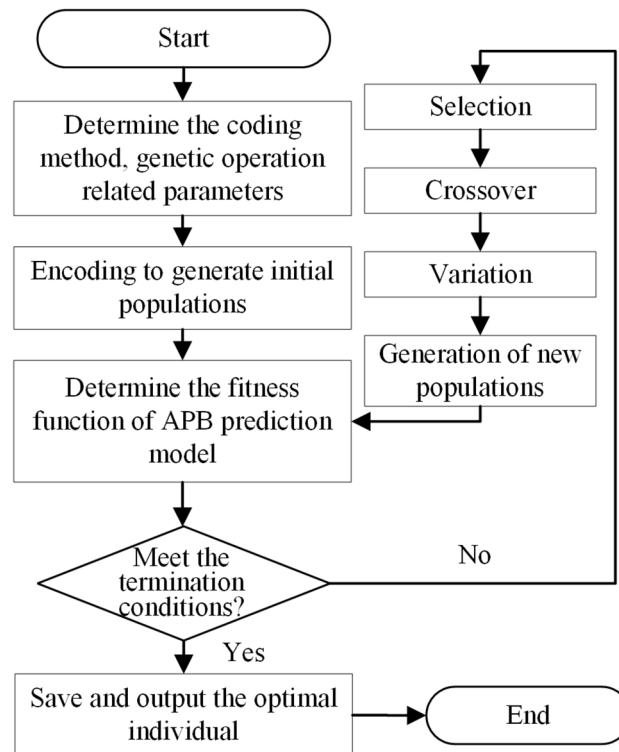 Start
Determine the coding
method, genetic operation
related parameters
Encoding to generate initial
populations
Determine the fitness
function of APB prediction
model
Meet the
termination
conditions?
Yes
No
Selection
Crossover
Variation
Generation of new
populations
Save and output the optimal
individual
End